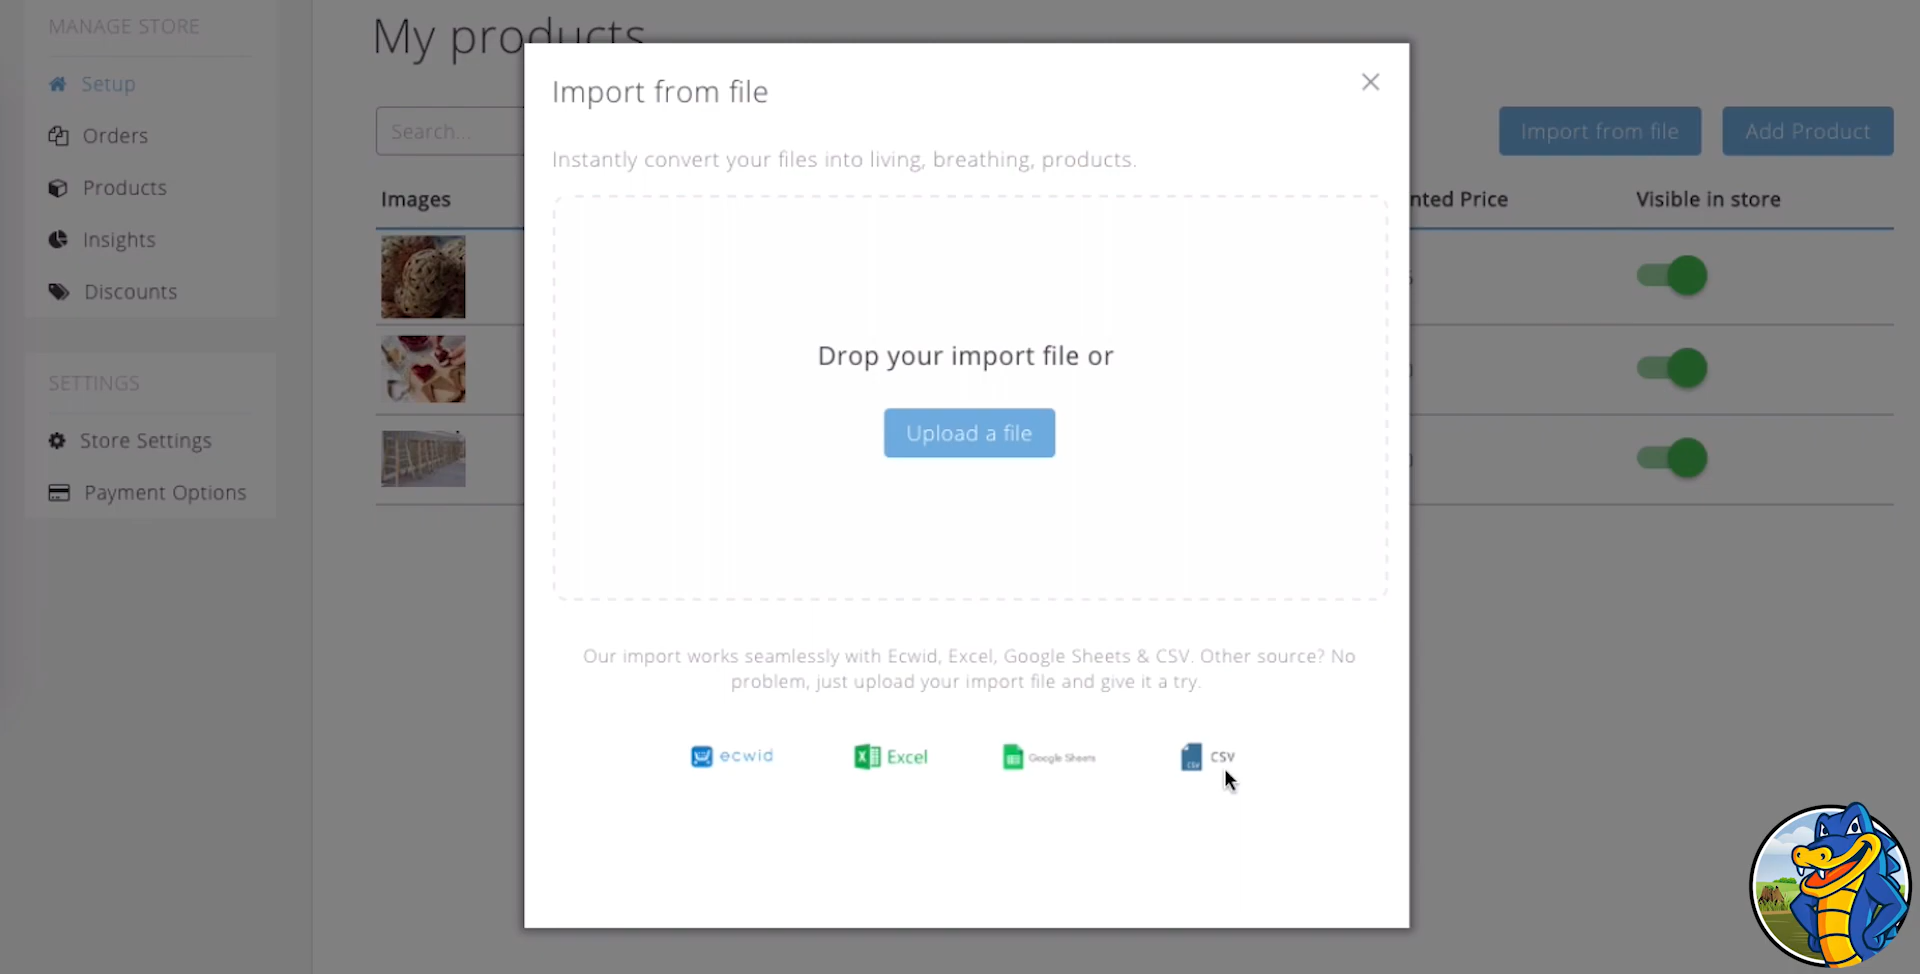 MANAGE STORE
Setup
Orders
Products
Insights
Discounts
SETTINGS
Store Settings
Payment Options
My products
Search...
Import from file
Add Product
Images
nted Price
Visible in store
Import from file
Instantly convert your files into living, breathing, products.
Drop your import file or
Upload a file
Our import works seamlessly with Ecwid, Excel, Google Sheets & CSV. Other source? No
problem, just upload your import file and give it a try.
ecwid
Excel
Google Sheets
CSV
CSV